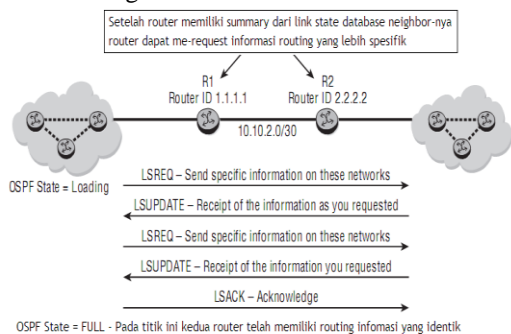 Setelah router memiliki summary dari link state database neighbor-nya
router dapat me-request informasi routing yang lebih spesifik
R1
Router ID 1.1.1.1
R2
Router ID 2.2.2.2
10.10.2.0/30
OSPF State = Loading
LSREQ – Send specific information on these networks
LSUPDATE – Receipt of the information as you requested
LSREQ – Send specific information on these networks
LSUPDATE – Receipt of the information you requested
LSACK – Acknowledge
OSPF State = FULL - Pada titik ini kedua router telah memiliki routing infomasi yang identik